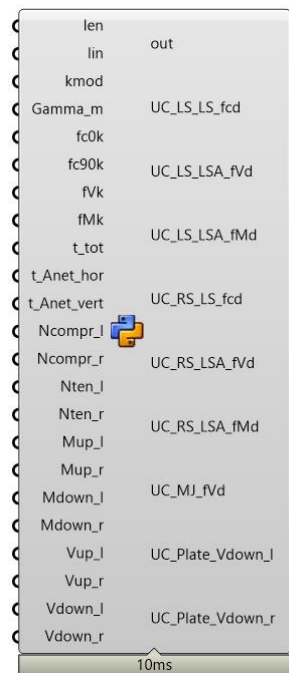 len
lin
kmod
Gamma_m
fc0k
fc90k
fVk
fMk
t_tot
t_Anet_hor
t_Anet_vert
Ncompr_l
Ncompr_r
Nten_l
Nten_r
Mup_l
Mup_r
Mdown_l
Mdown_r
Vup_l
Vup_r
Vdown_l
Vdown_r
out
UC_LS_LS_fcd
UC_LS_LSA_fVd
UC_LS_LSA_fMd
UC_RS_LS_fcd
UC_RS_LSA_fVd
UC_RS_LSA_fMd
UC_MJ_fVd
UC_Plate_Vdown_l
UC_Plate_Vdown_r
10ms